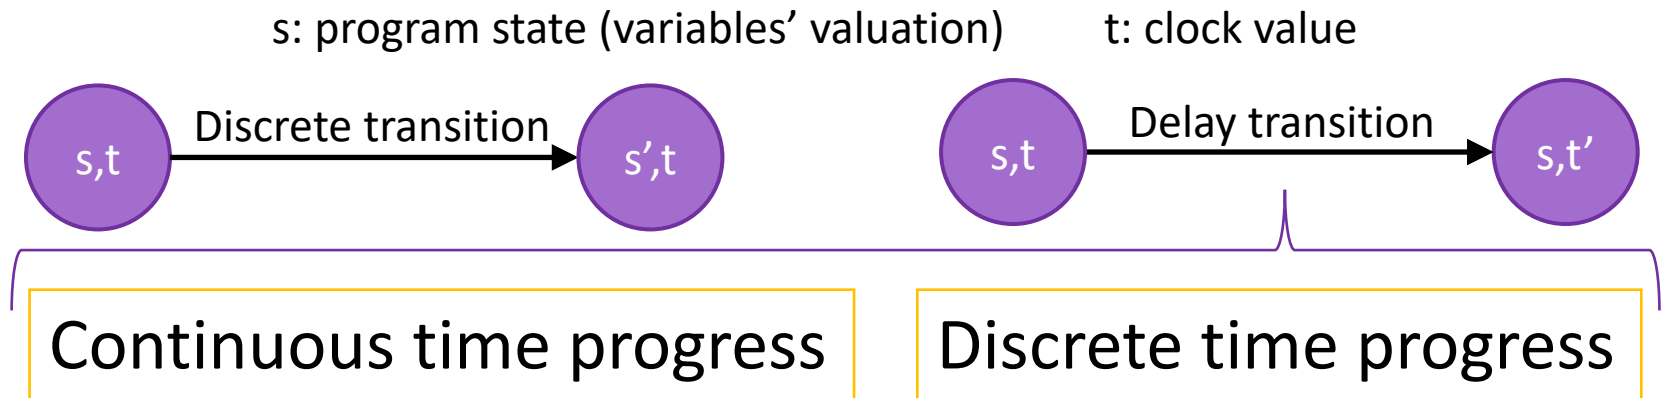 s: program state (variables’ valuation) t: clock value
Discrete transition
s,t
s’,t
Delay transition
s,t
s,t’
Continuous time progress
Discrete time progress